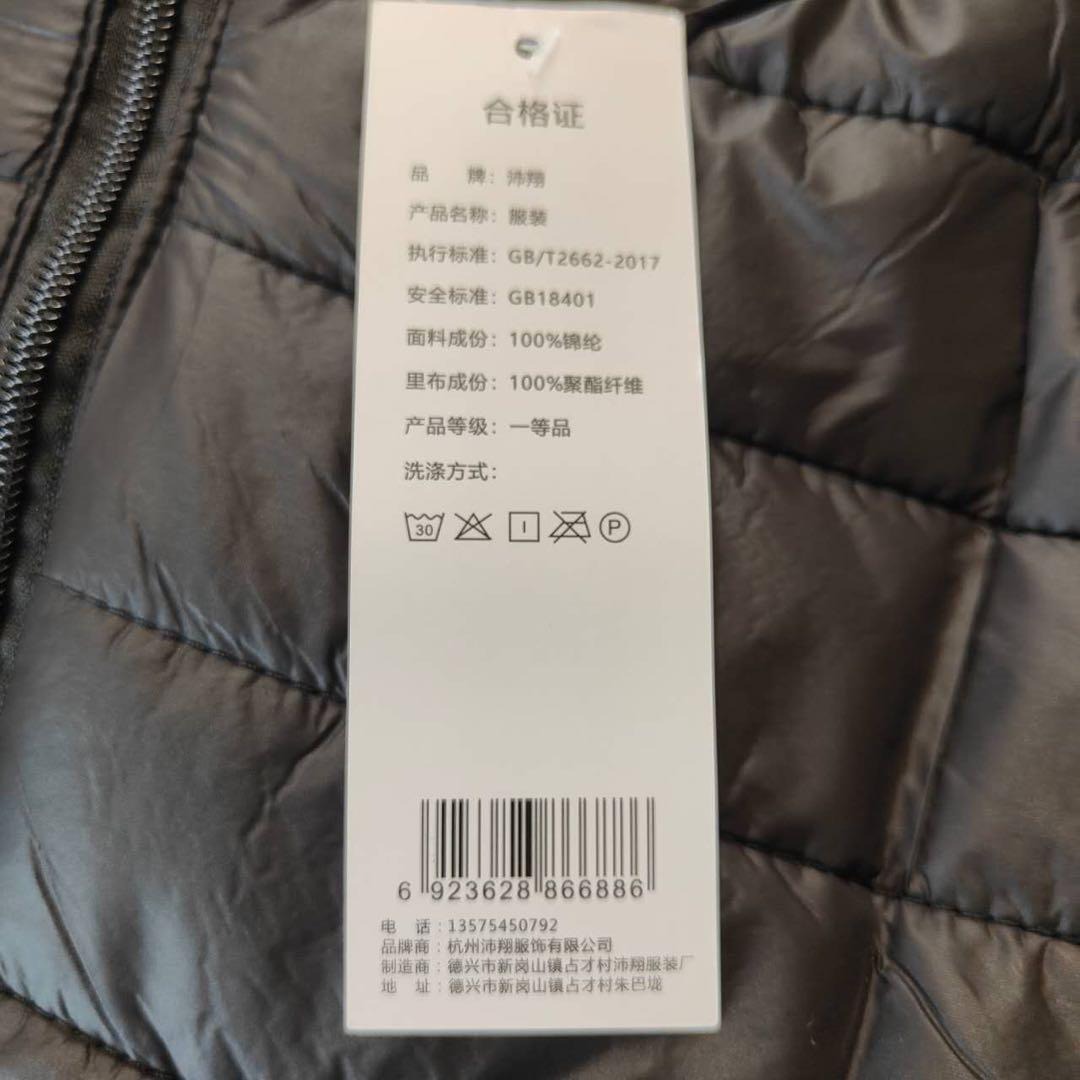 合格证
品 牌：沛翔
产品名称：服装
执行标准：GB/T2662-2017
安全标准：GB18401
面料成份：100%锦纶
里布成份：100%聚酯纤维
产品等级：一等品
洗涤方式：
30 I P
6 923628 866886
电 话：13575450792
品牌商：杭州沛翔服饰有限公司
制造商：德兴市新岗山镇占才村沛翔服装厂
地 址：德兴市新岗山镇占才村朱巴垅